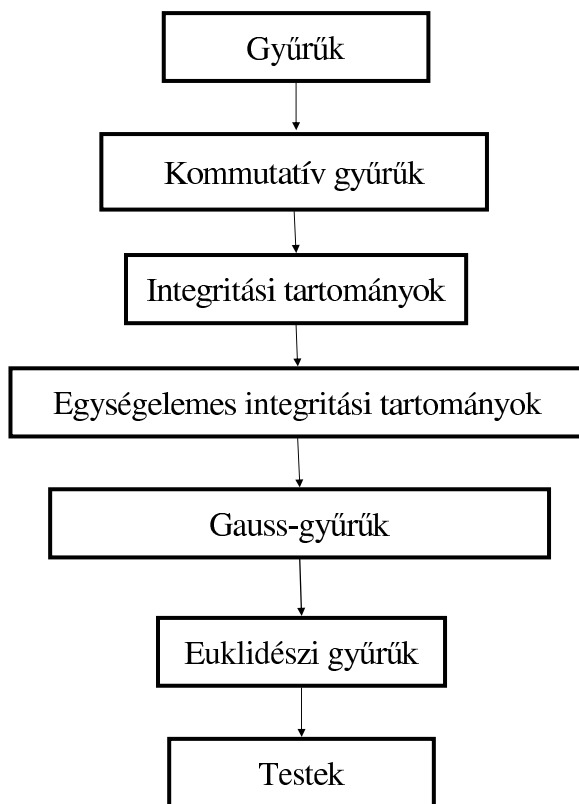 Gyűrűk
Kommutatív gyűrűk
Integritási tartományok
Egységelemes integritási tartományok
Gauss-gyűrűk
Euklidészi gyűrűk
Testek